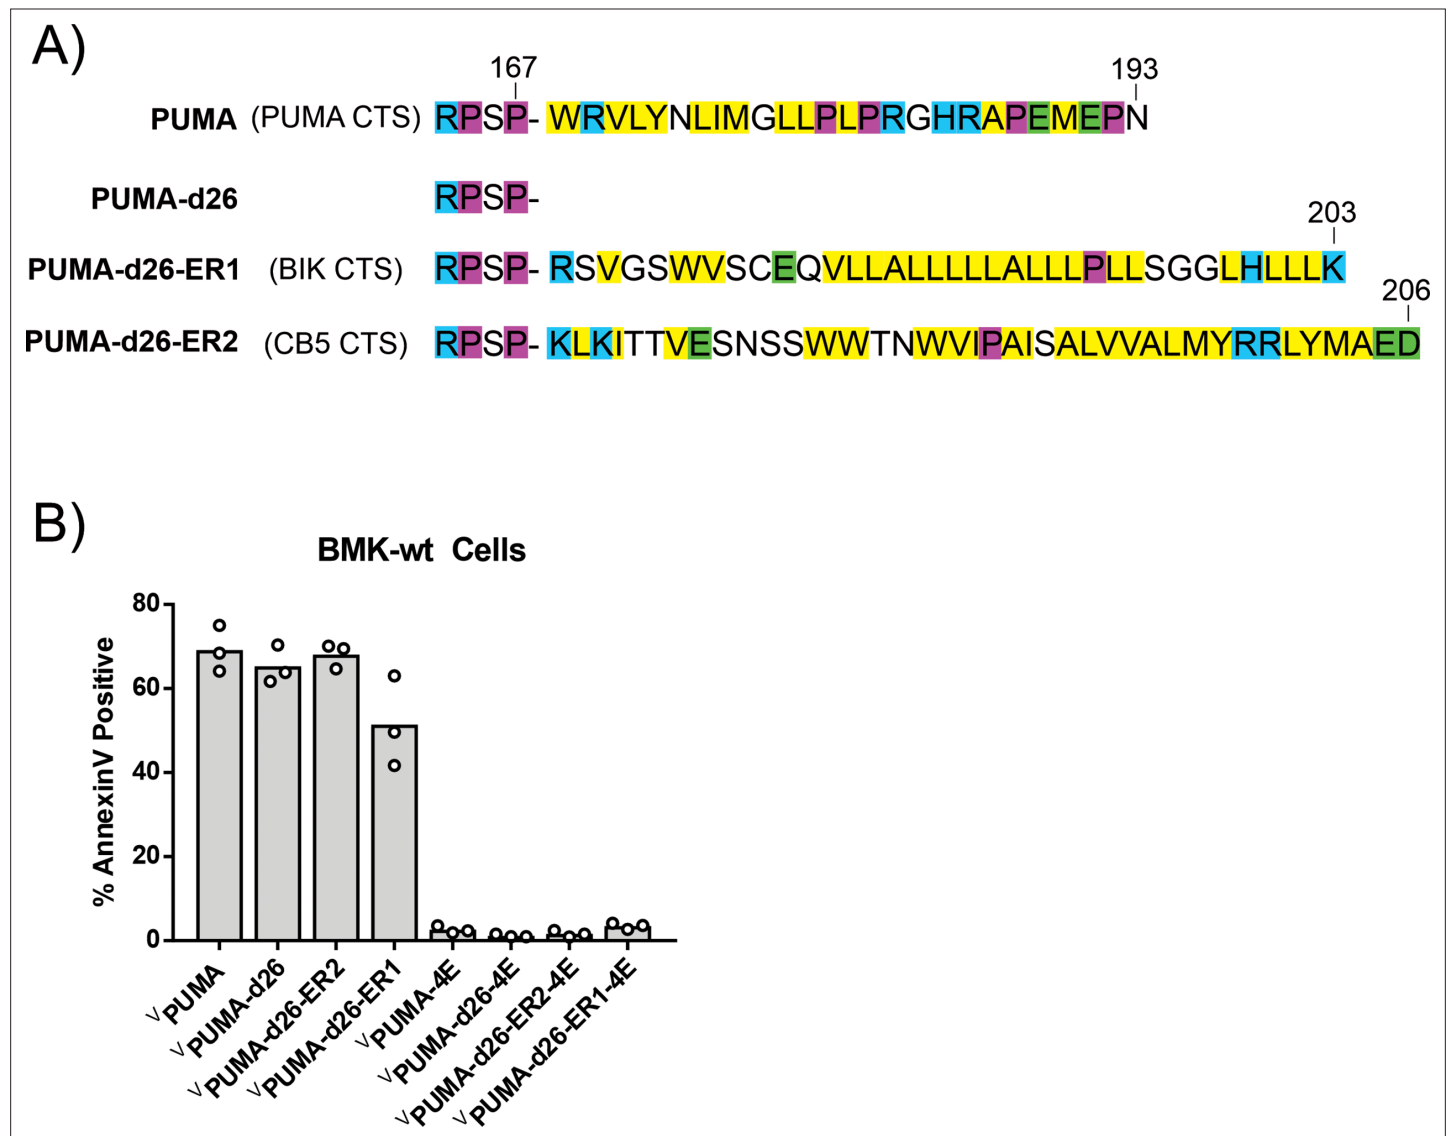 A)
167
193
PUMA (PUMA CTS) RPSP- WRVLYNLIMGLLPLPRGHRAPEMEPN
PUMA-d26 RPSP-
203
PUMA-d26-ER1 (BIK CTS) RPSP- RSVGSWVSCEQVLLALLLLLALLLPLLSGGLHLLLK
206
PUMA-d26-ER2 (CB5 CTS) RPSP- KLKITTVESNSSWWTNWVIPAISALVVALMYRRLYMAED
B)
BMK-wt Cells
% AnnexinV Positive
80
60
40
20
0
VPUMA
VPUMA-d26
VPUMA-d26-ER2
VPUMA-d26-ER1
VPUMA-4E
VPUMA-d26-4E
VPUMA-d26-ER2-4E
VPUMA-d26-ER1-4E